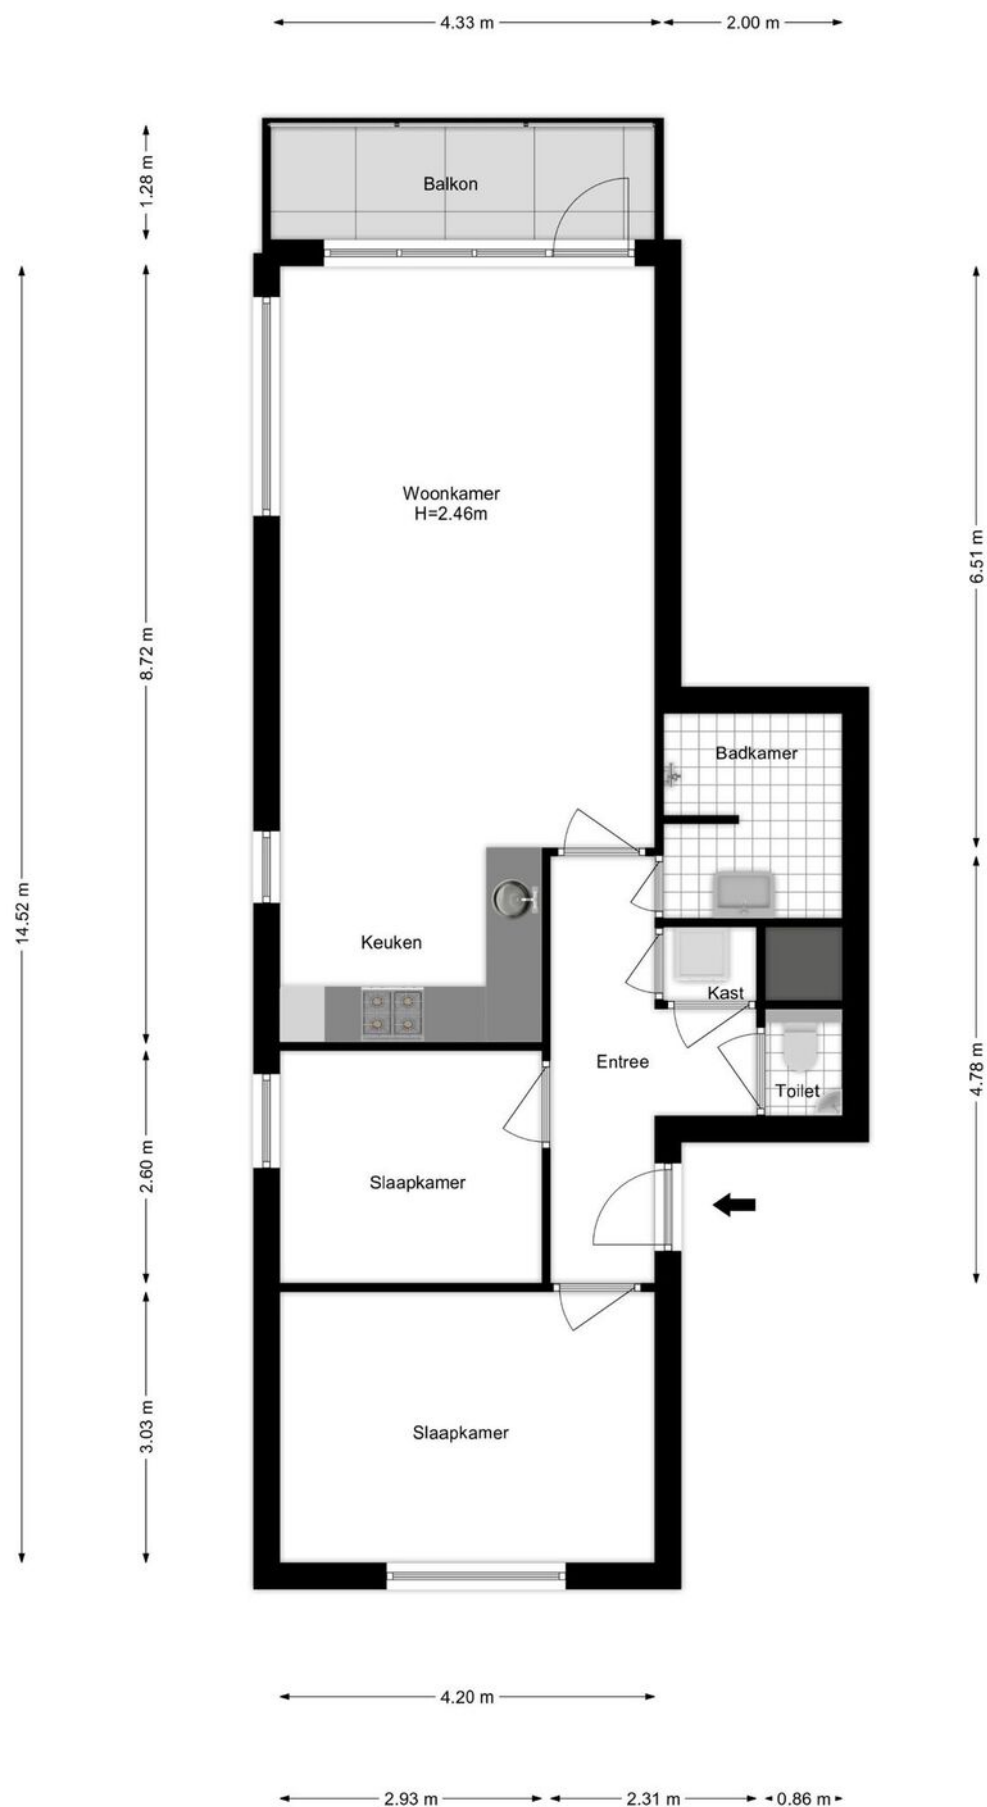 4.33 m
2.00 m
1.28 m
Balkon
Woonkamer
H=2.46m
6.51 m
8.72 m
Badkamer
14.52 m
Keuken
Kast
Entree
4.78 m
Toilet
2.60 m
Slaapkamer
3.03 m
Slaapkamer
4.20 m
2.93 m
2.31 m
0.86 m